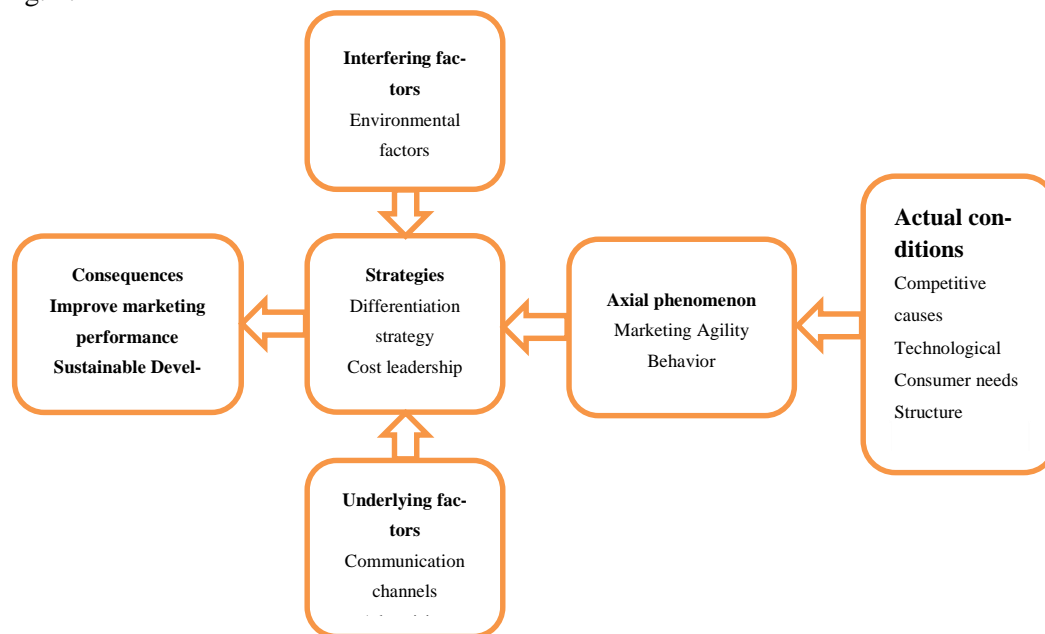 Interfering fac-
tors
Environmental
factors
Consequences
Improve marketing
performance
Sustainable Devel-
Strategies
Differentiation
strategy
Cost leadership
Axial phenomenon
Marketing Agility
Behavior
Actual con-
ditions
Competitive
causes
Technological
Consumer needs
Structure
Underlying fac-
tors
Communication
channels